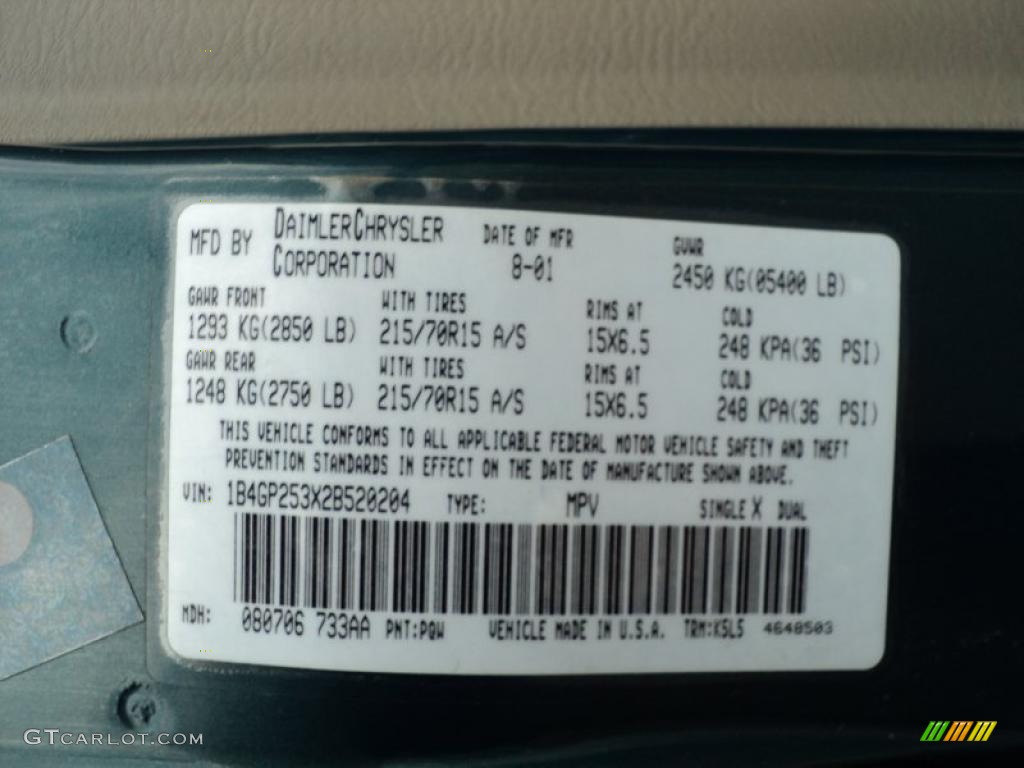 MFD BY DAIMLERCHRYSLER CORPORATION
DATE OF MFR
8-01
GVWR
2450 KG(05400 LB)
GAWR FRONT WITH TIRES RIMS AT COLD
1293 KG(2850 LB) 215/70R15 A/S 15X6.5 248 KPA(36 PSI)
GAWR REAR WITH TIRES RIMS AT COLD
1248 KG(2750 LB) 215/70R15 A/S 15X6.5 248 KPA(36 PSI)
THIS VEHICLE CONFORMS TO ALL APPLICABLE FEDERAL MOTOR VEHICLE SAFETY AND THEFT
PREVENTION STANDARDS IN EFFECT ON THE DATE OF MANUFACTURE SHOWN ABOVE.
VIN: 1B4GP253X2B520204 TYPE: MPV SINGLE X DUAL
MDH: 080706 733AA PNT:PQW VEHICLE MADE IN U.S.A. TRM:K5L5 4648503
GTCARLOT.COM